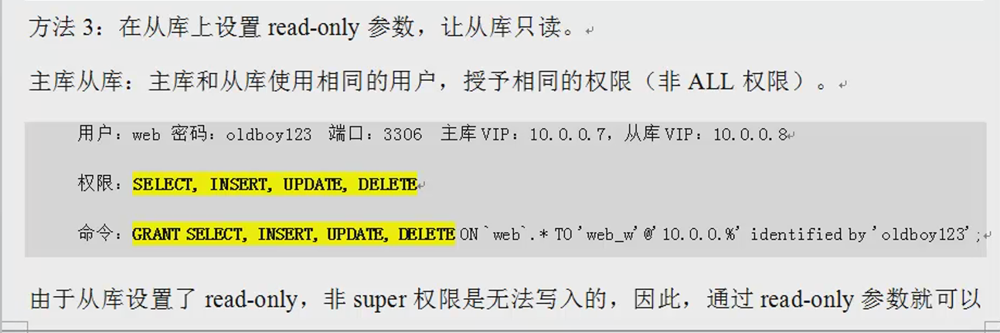 方法 3：在从库上设置 read-only 参数，让从库只读。
主库从库：主库和从库使用相同的用户，授予相同的权限（非 ALL 权限）。
用户：web 密码：oldboy123 端口：3306 主库 VIP：10.0.0.7，从库 VIP：10.0.0.8
权限：SELECT, INSERT, UPDATE, DELETE
命令：GRANT SELECT, INSERT, UPDATE, DELETE ON `web`.* TO 'web_w'@'10.0.0.%' identified by 'oldboy123';
由于从库设置了 read-only，非 super 权限是无法写入的，因此，通过 read-only 参数就可以